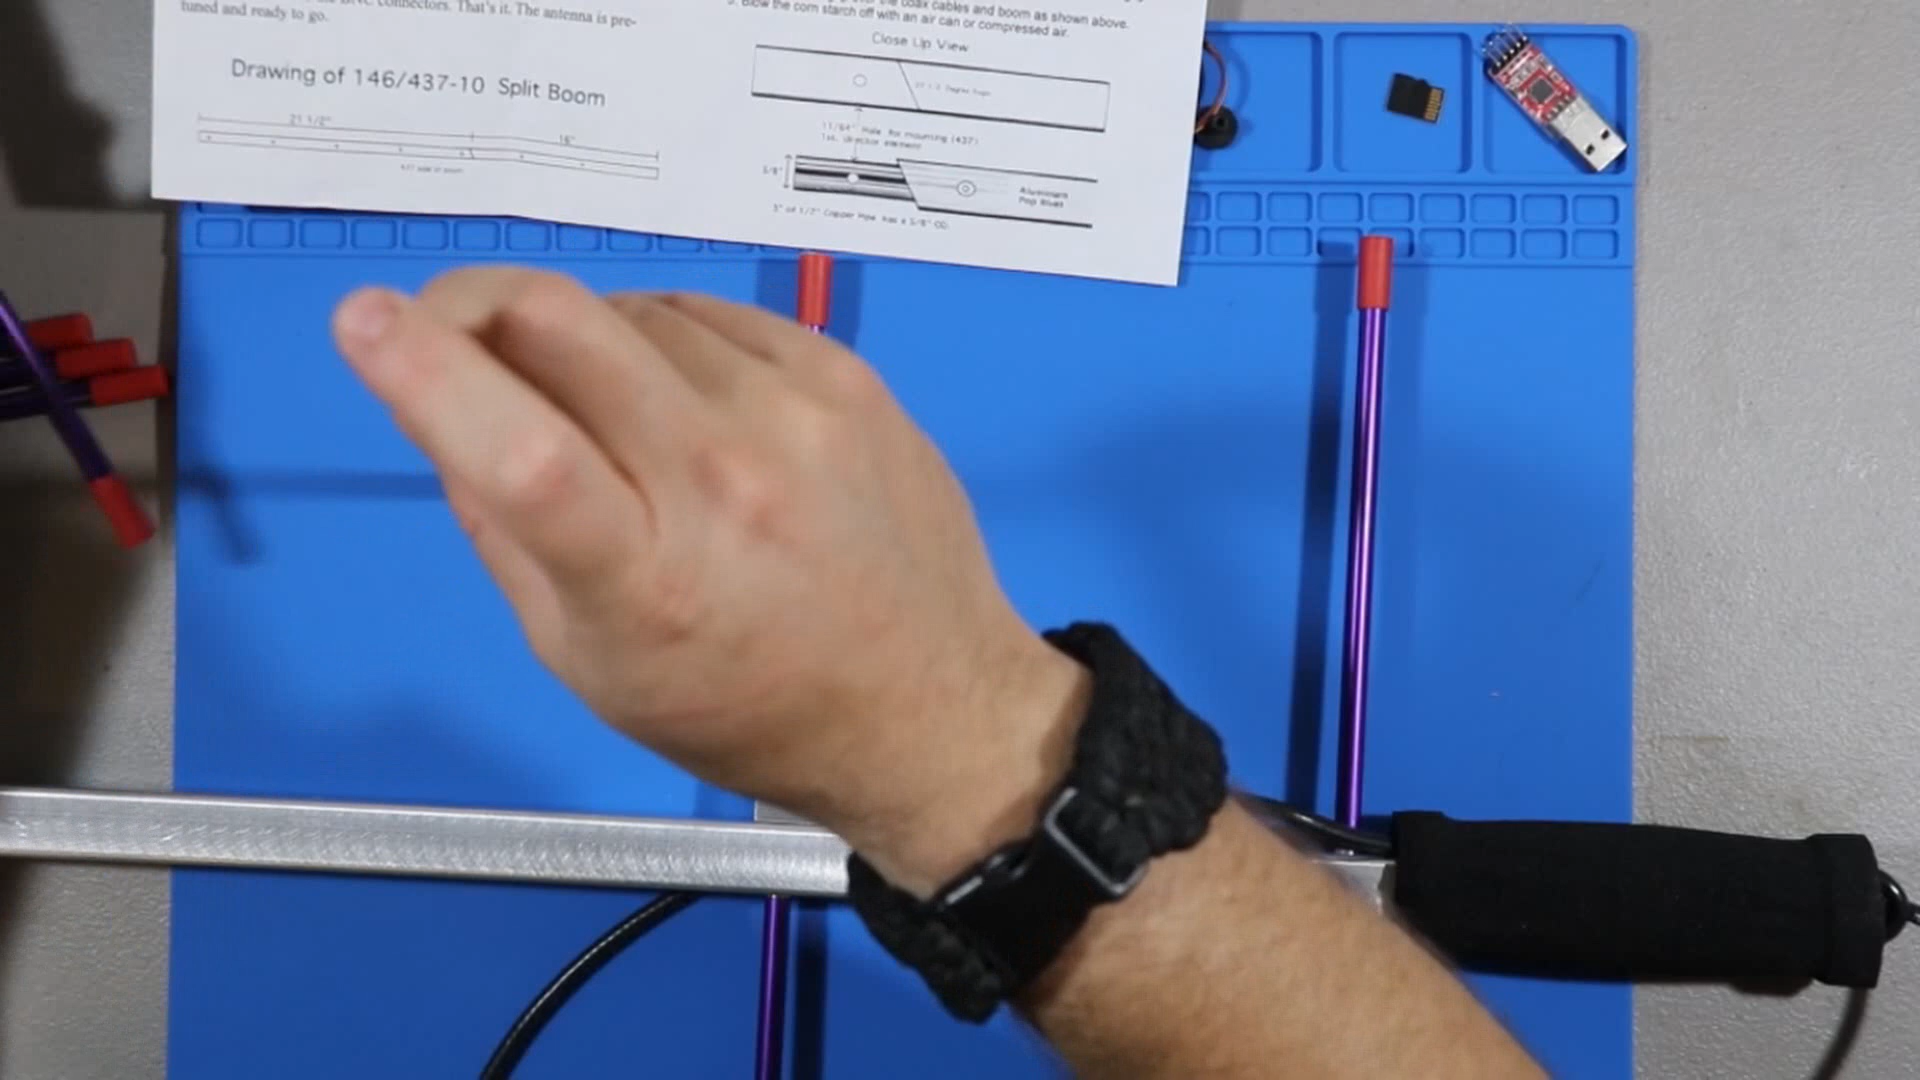 connectors. That's it. The antenna is pre-
tuned and ready to go.
Drawing of 146/437-10 Split Boom
21 1/2"
16"
the coax cables and boom as shown above.
5. Blow the corn starch off with an air can or compressed air.
Close Up View
11/64" Hole for mounting (437)
1st. director element
5/8"
Aluminium
Pop Rivet
3" of 1/2" Copper Pipe has a 5/8" OD.